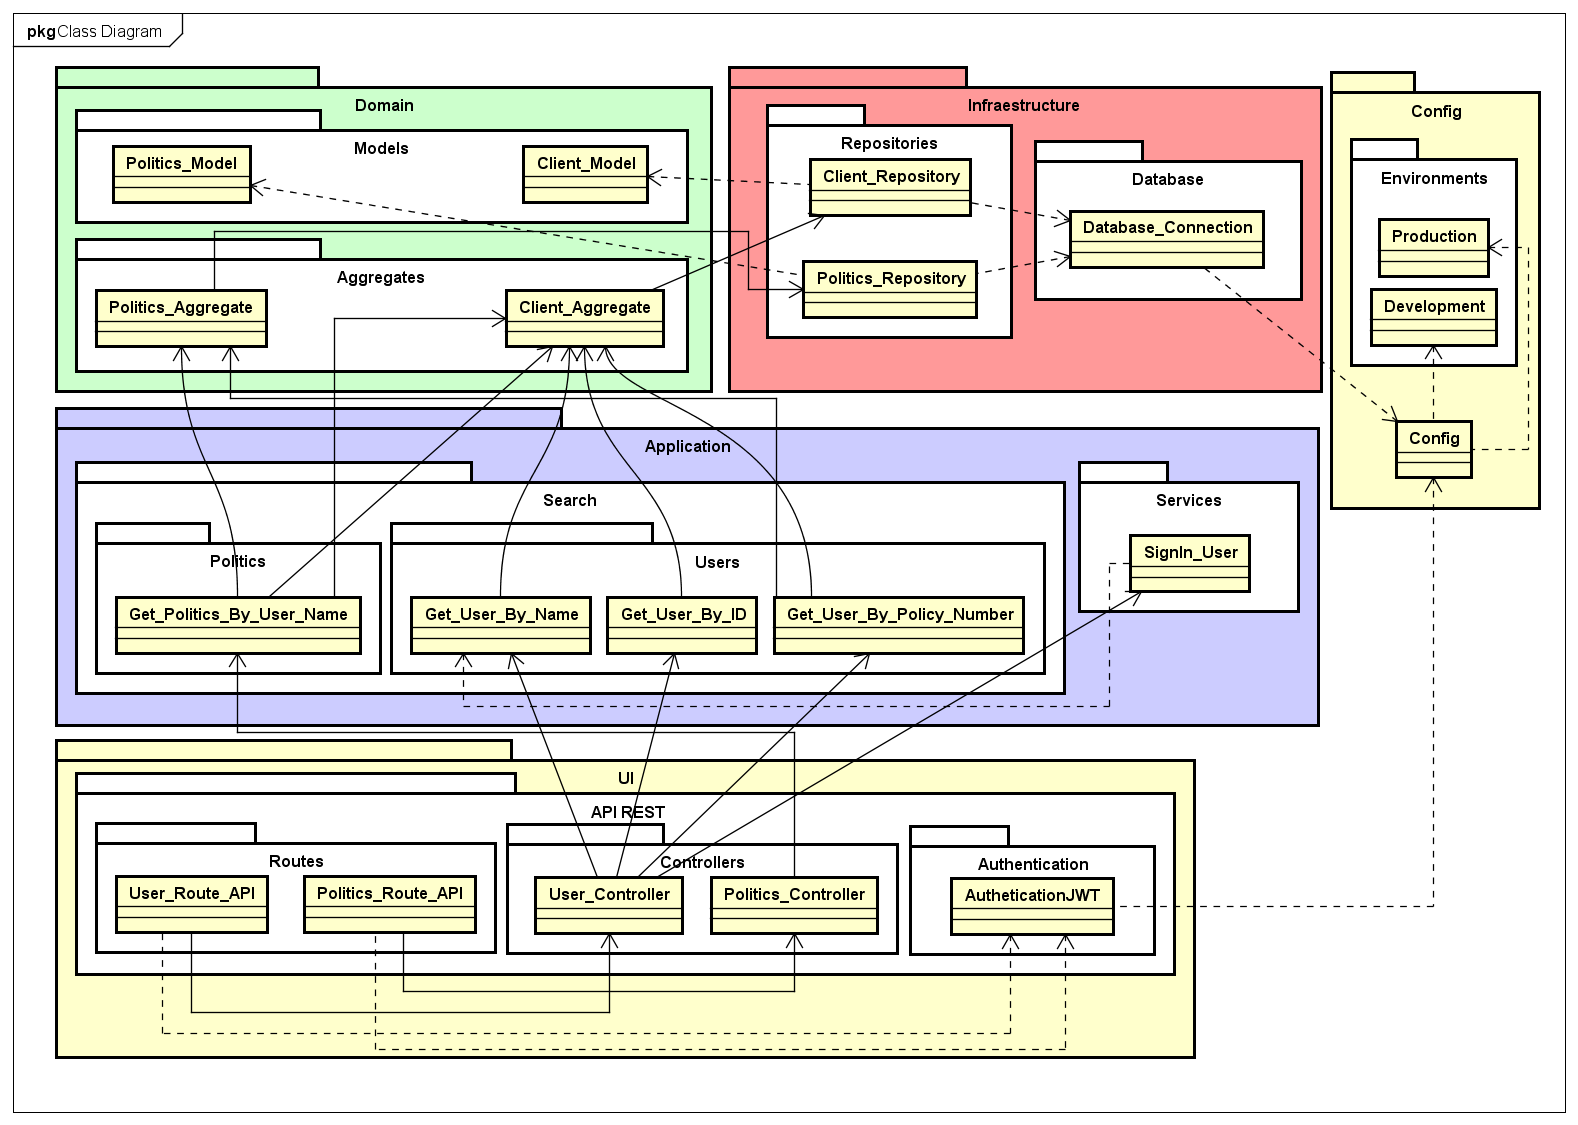 pkg Class Diagram
Domain
Models
Politics_Model
Client_Model
Aggregates
Politics_Aggregate
Client_Aggregate
Infraestructure
Repositories
Client_Repository
Politics_Repository
Database
Database_Connection
Config
Environments
Production
Development
Config
Application
Search
Politics
Get_Politics_By_User_Name
Users
Get_User_By_Name
Get_User_By_ID
Get_User_By_Policy_Number
Services
SignIn_User
UI
API REST
Routes
User_Route_API
Politics_Route_API
Controllers
User_Controller
Politics_Controller
Authentication
AutheticationJWT